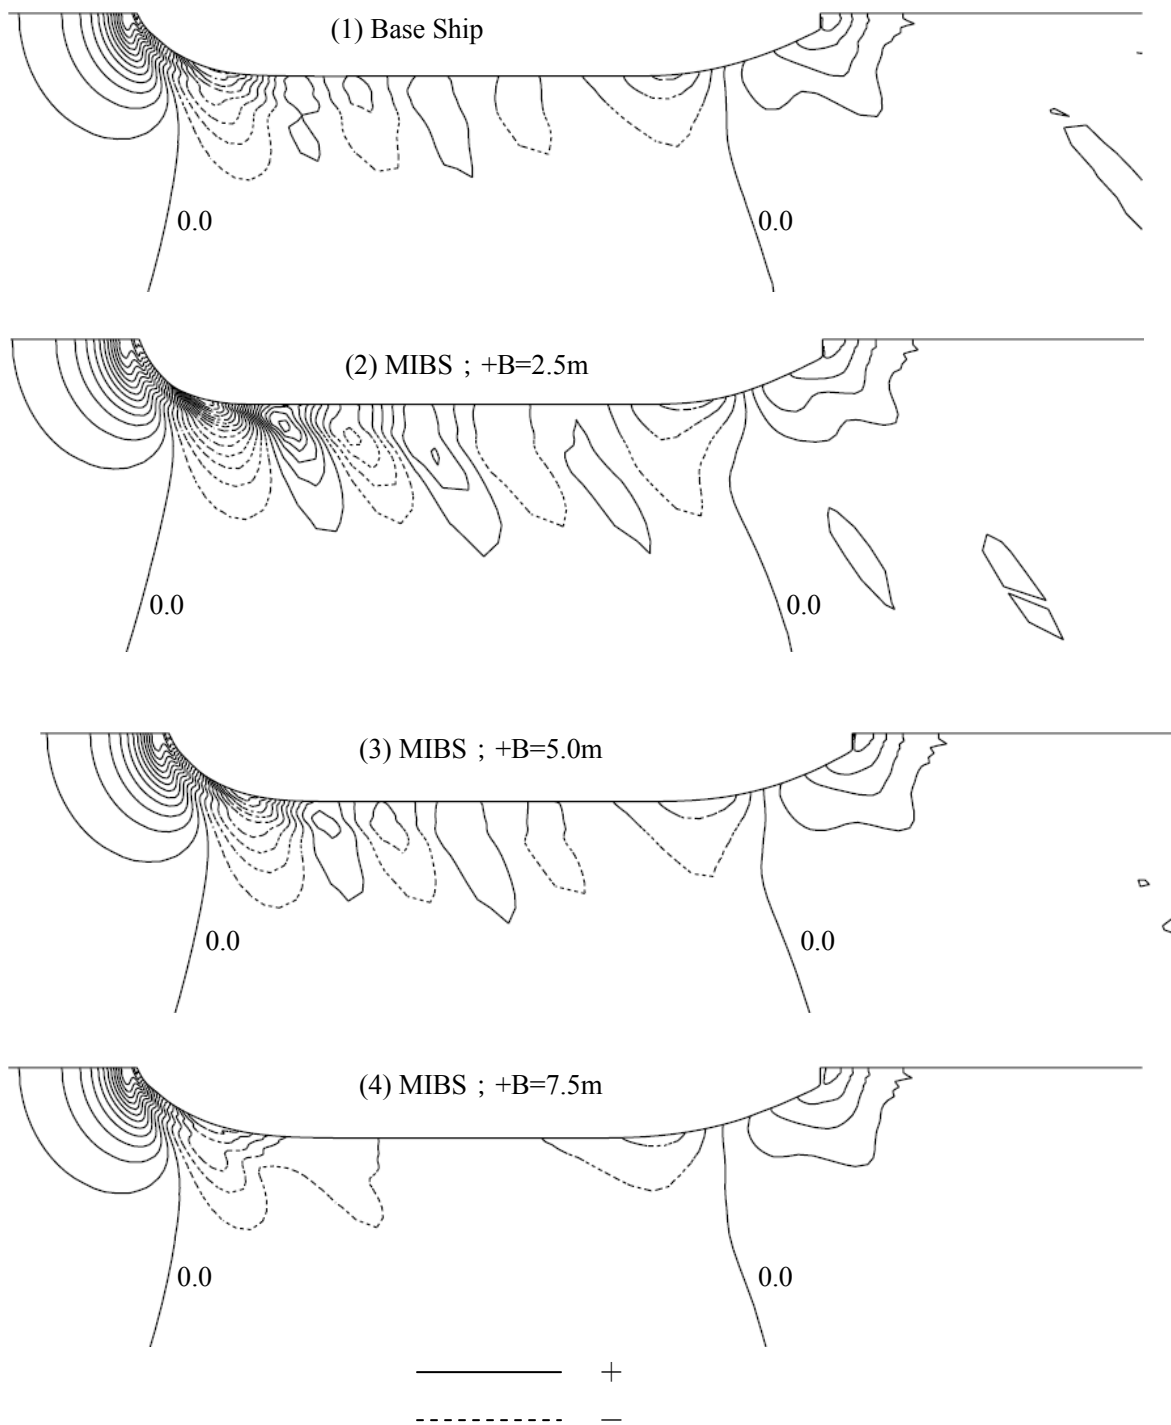 (1) Base Ship
0.0 0.0
(2) MIBS ; +B=2.5m
0.0 0.0
(3) MIBS ; +B=5.0m
0.0 0.0
(4) MIBS ; +B=7.5m
0.0 0.0
+
−